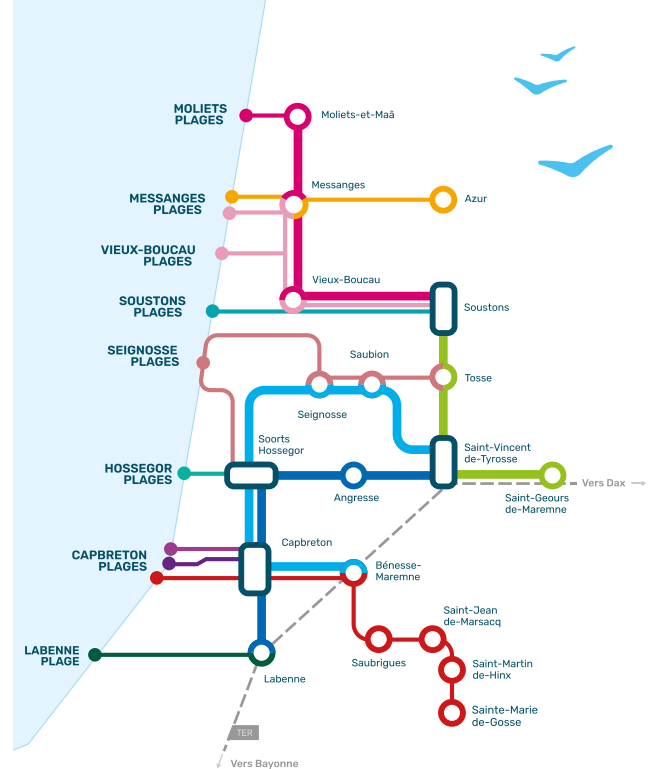 MOLIETS
PLAGES
Moliets-et-Maâ
Messanges
MESSANGES
PLAGES
Azur
VIEUX-BOUCAU
PLAGES
Vieux-Boucau
SOUSTONS
PLAGES
Soustons
SEIGNOSSE
PLAGES
Saubion
Tosse
Seignosse
Soorts
Hossegor
Saint-Vincent
de-Tyrosse
HOSSEGOR
PLAGES
Angresse
Vers Dax
Saint-Geours
de-Maremne
CAPBRETON
PLAGES
Capbreton
Bénesse-
Maremne
Saint-Jean
de-Marsacq
LABENNE
PLAGE
Saubrigues
Saint-Martin
de-Hinx
Labenne
Sainte-Marie
de-Gosse
TER
Vers Bayonne